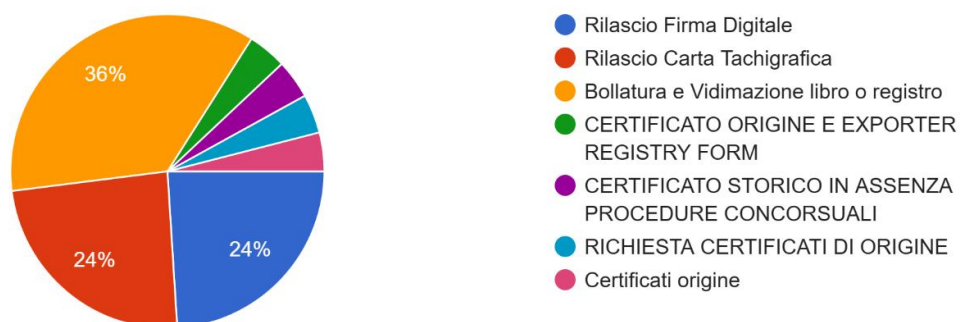 36%
24%
24%
Rilascio Firma Digitale
Rilascio Carta Tachigrafica
Bollatura e Vidimazione libro o registro
CERTIFICATO ORIGINE E EXPORTER
REGISTRY FORM
CERTIFICATO STORICO IN ASSENZA
PROCEDURE CONCORSUALI
RICHIESTA CERTIFICATI DI ORIGINE
Certificati origine